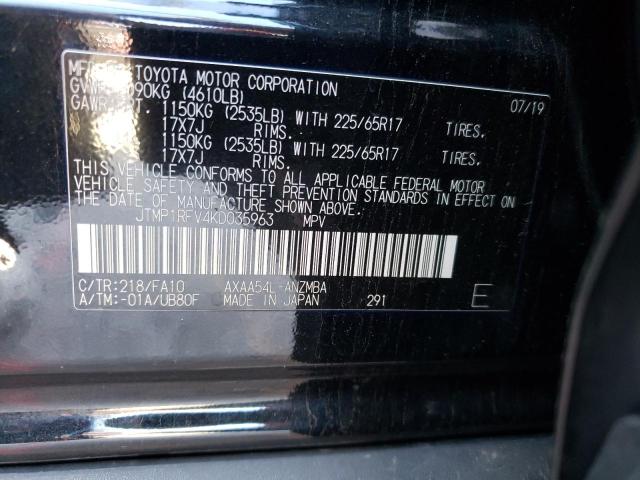 TOYOTA MOTOR CORPORATION 07/19
090KG (4610LB)
GAWR 1150KG (2535LB) WITH 225/65R17 TIRES,
17X7J RIMS.
1150KG (2535LB) WITH 225/65R17 TIRES,
17X7J RIMS.
THIS VEHICLE CONFORMS TO ALL APPLICABLE FEDERAL MOTOR
VEHICLE SAFETY AND THEFT PREVENTION STANDARDS IN EFFECT ON
THE DATE OF MANUFACTURE SHOWN ABOVE.
JTMP1RFV4KD035963 MPV
C/TR:218/FA10 AXAA54L-ANZMBA
A/TM:-01A/UB80F MADE IN JAPAN 291 E